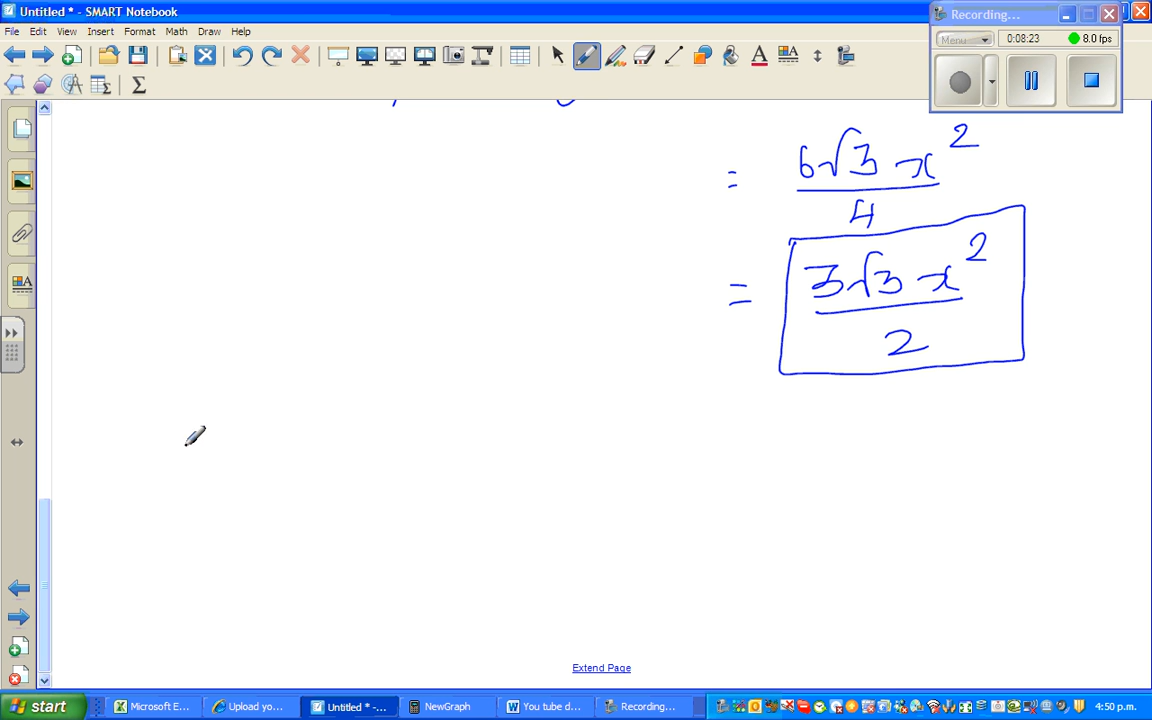 Untitled * - SMART Notebook
Recording...
File Edit View Insert Format Math Draw Help
Menu
0:08:23
8.0 fps
= 6√3 x²
4
= 3√3 x²
2
Extend Page
start
Microsoft E...
Upload yo...
Untitled * -...
NewGraph
You tube d...
Recording...
4:50 p.m.